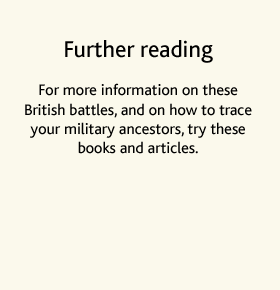 Further reading
For more information on these
British battles, and on how to trace
your military ancestors, try these
books and articles.